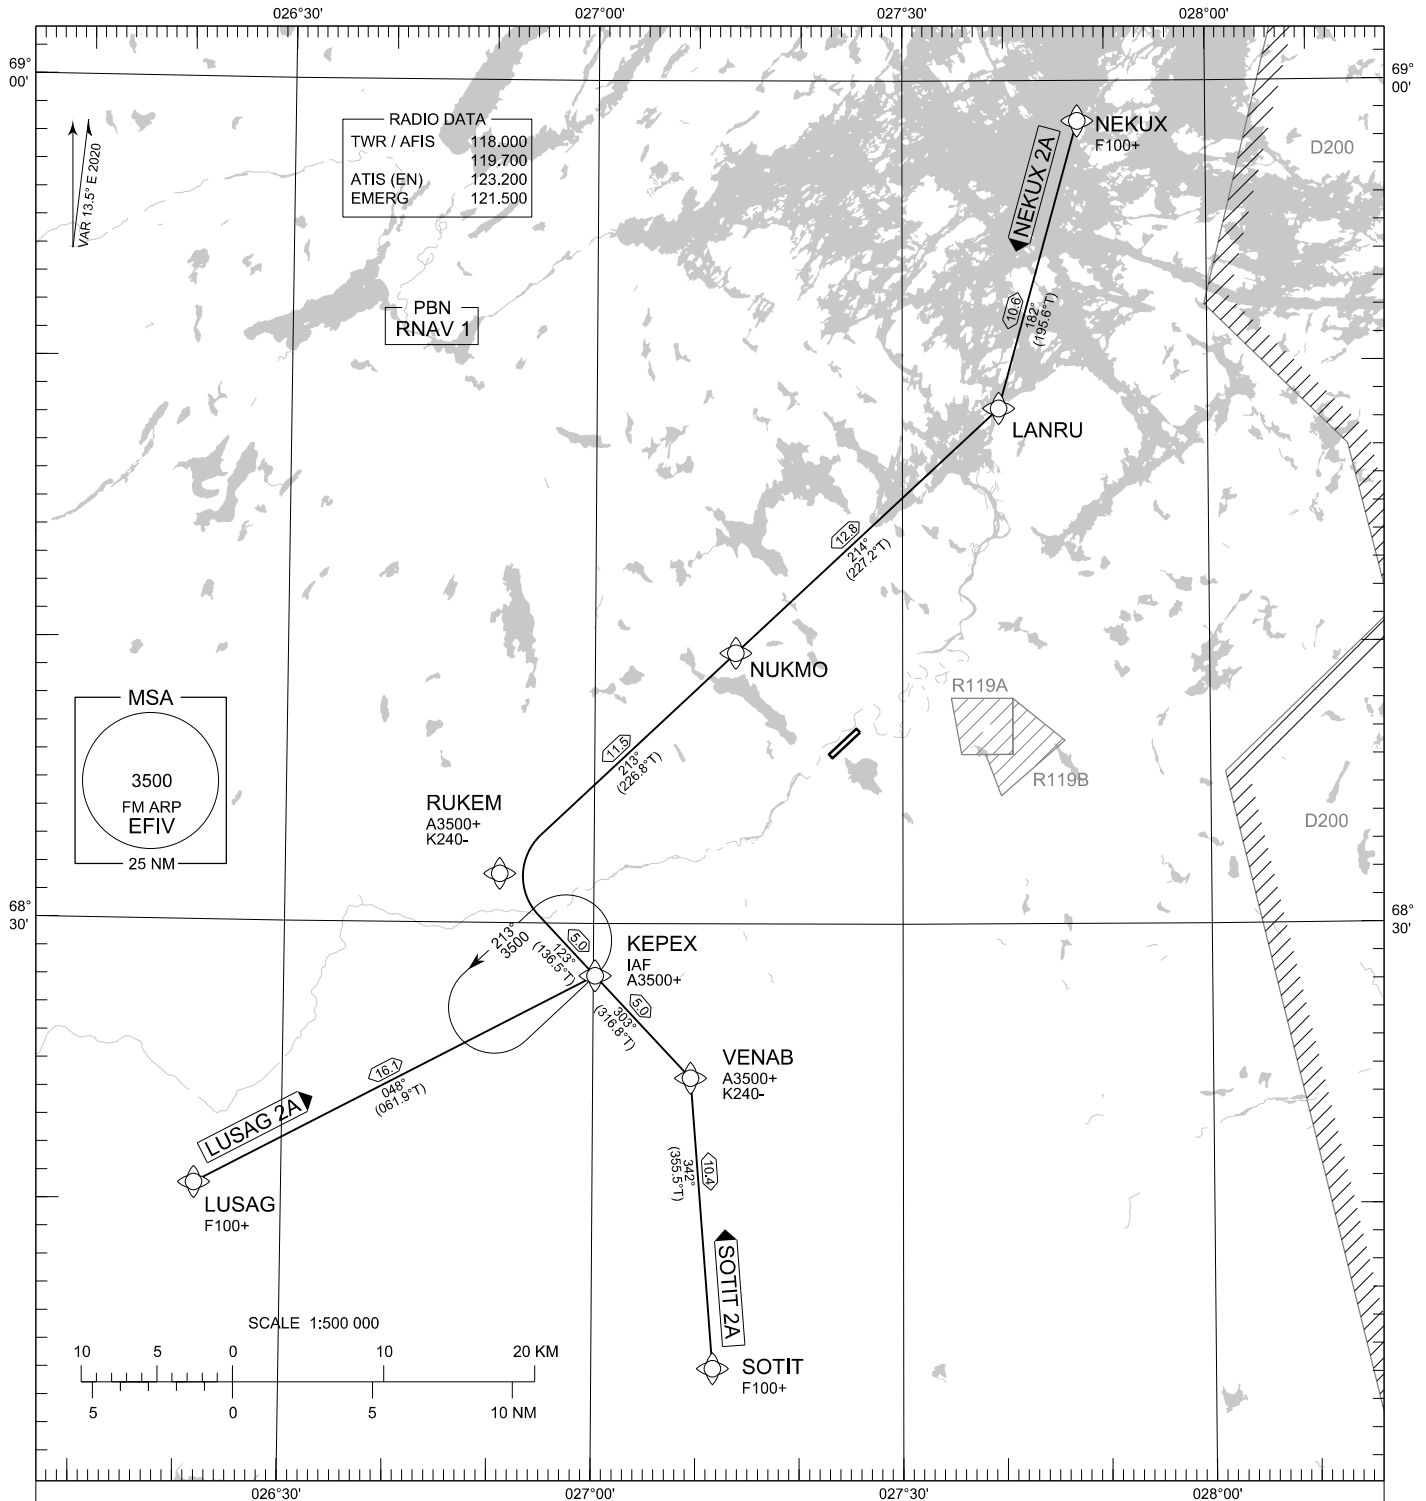 026°30'
027°00'
027°30'
028°00'
69°
00'
69°
00'
RADIO DATA
TWR / AFIS 118.000
119.700
ATIS (EN) 123.200
EMERG 121.500
VAR 13.5° E 2020
NEKUX
F100+
D200
NEKUX 2A
PBN
RNAV 1
10.6
182°
(195.6°T)
LANRU
12.8
214°
(227.2°T)
NUKMO
R119A
R119B
MSA
3500
FM ARP
EFIV
25 NM
11.5
213°
(226.8°T)
RUKEM
A3500+
K240-
D200
68°
30'
68°
30'
213°
3500
5.0
123°
(136.5°T)
KEPEX
IAF
A3500+
5.0
303°
(316.8°T)
VENAB
A3500+
K240-
16.1
048°
(061.9°T)
LUSAG 2A
LUSAG
F100+
10.4
342°
(355.5°T)
SOTIT 2A
SOTIT
F100+
SCALE 1:500 000
10 5 0 10 20 KM
5 0 5 10 NM
026°30'
027°00'
027°30'
028°00'